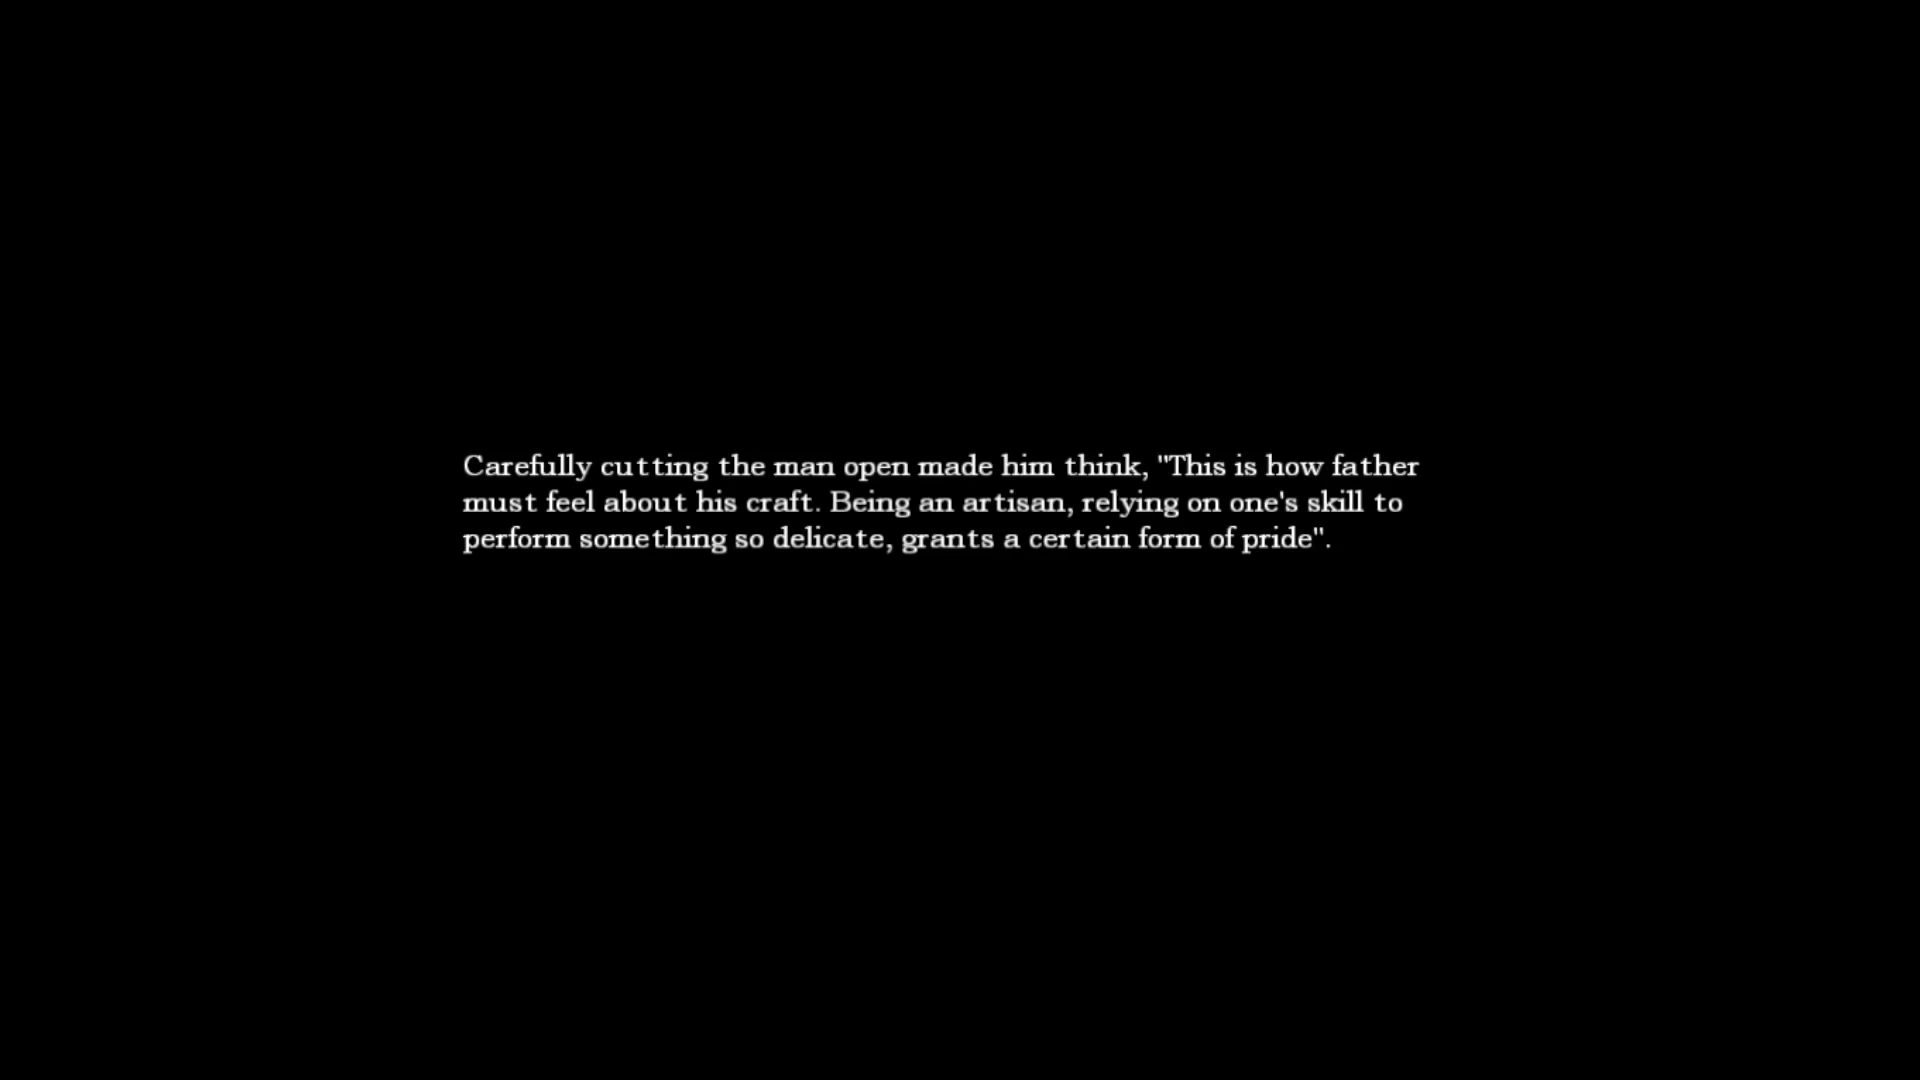 Carefully cutting the man open made him think, "This is how father
must feel about his craft. Being an artisan, relying on one's skill to
perform something so delicate, grants a certain form of pride".